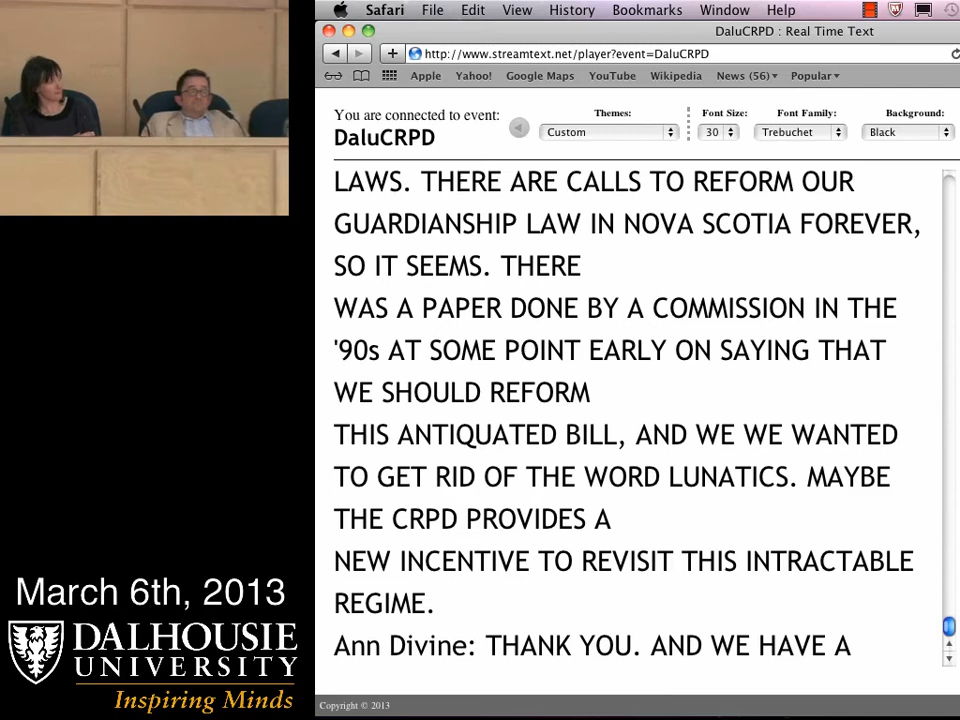 Safari File Edit View History Bookmarks Window Help
DaluCRPD : Real Time Text
http://www.streamtext.net/player?event=DaluCRPD
Apple Yahoo! Google Maps YouTube Wikipedia News (56) Popular
You are connected to event:
DaluCRPD
Themes: Font Size: Font Family: Background:
Custom 30 Trebuchet Black
LAWS. THERE ARE CALLS TO REFORM OUR
GUARDIANSHIP LAW IN NOVA SCOTIA FOREVER,
SO IT SEEMS. THERE
WAS A PAPER DONE BY A COMMISSION IN THE
'90s AT SOME POINT EARLY ON SAYING THAT
WE SHOULD REFORM
THIS ANTIQUATED BILL, AND WE WE WANTED
TO GET RID OF THE WORD LUNATICS. MAYBE
THE CRPD PROVIDES A
NEW INCENTIVE TO REVISIT THIS INTRACTABLE
REGIME.
Ann Divine: THANK YOU. AND WE HAVE A
Copyright © 2013
March 6th, 2013
DALHOUSIE
UNIVERSITY
Inspiring Minds